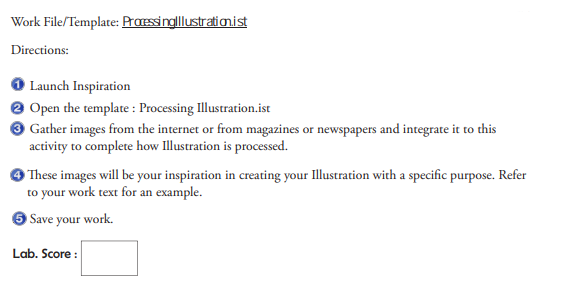 Work File/Template: ProcessingIllustration.ist
Directions:
1 Launch Inspiration
2 Open the template : Processing Illustration.ist
3 Gather images from the internet or from magazines or newspapers and integrate it to this
activity to complete how Illustration is processed.
4 These images will be your inspiration in creating your Illustration with a specific purpose. Refer
to your work text for an example.
5 Save your work.
Lab. Score :